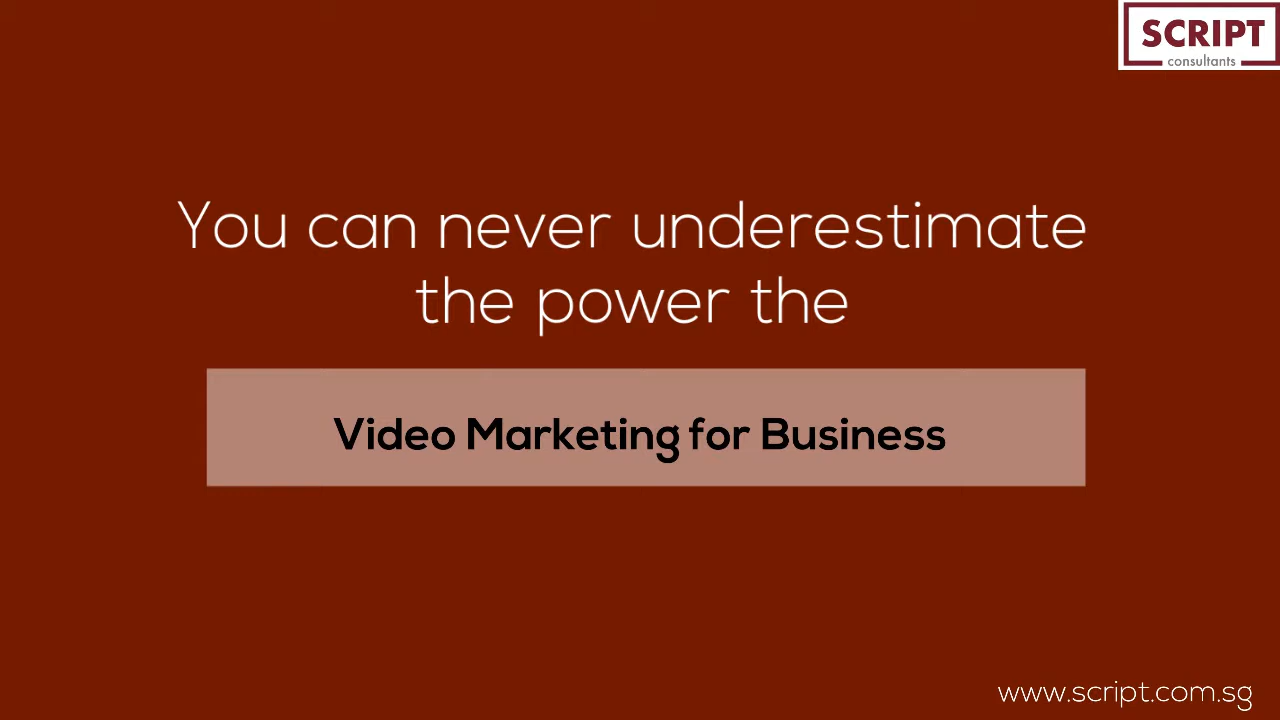 SCRIPT
consultants
You can never underestimate
the power the
Video Marketing for Business
www.script.com.sg